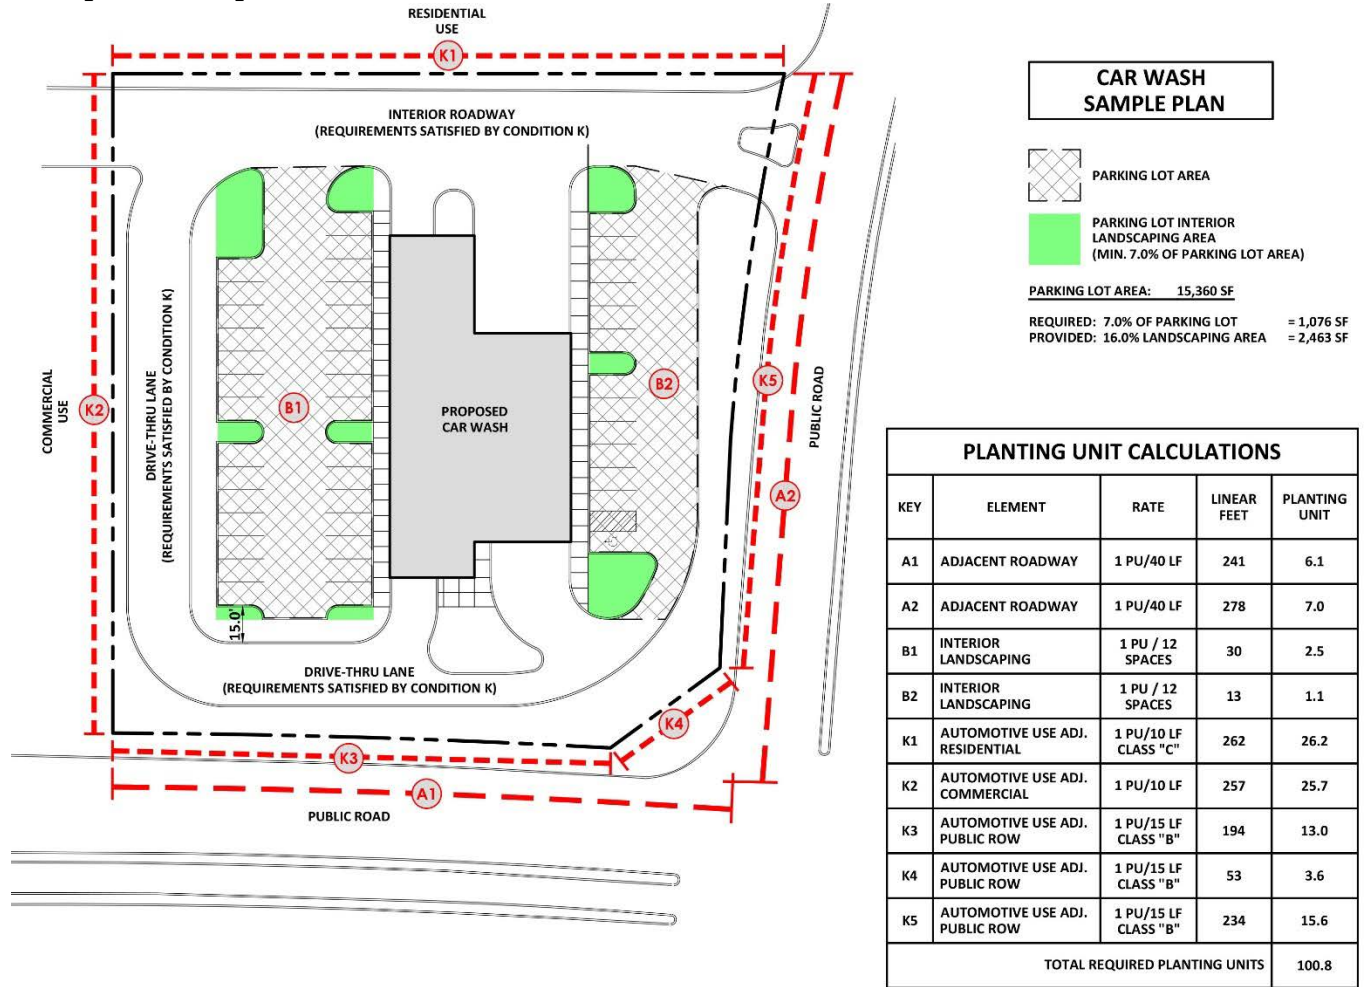 RESIDENTIAL
USE
K1
INTERIOR ROADWAY
(REQUIREMENTS SATISFIED BY CONDITION K)
COMMERCIAL
USE
K2
DRIVE-THRU LANE
(REQUIREMENTS SATISFIED BY CONDITION K)
B1
PROPOSED
CAR WASH
B2
K5
PUBLIC ROAD
A2
15.0'
DRIVE-THRU LANE
(REQUIREMENTS SATISFIED BY CONDITION K)
K4
K3
A1
PUBLIC ROAD
CAR WASH
SAMPLE PLAN
PARKING LOT AREA
PARKING LOT INTERIOR
LANDSCAPING AREA
(MIN. 7.0% OF PARKING LOT AREA)
PARKING LOT AREA: 15,360 SF
REQUIRED: 7.0% OF PARKING LOT = 1,076 SF
PROVIDED: 16.0% LANDSCAPING AREA = 2,463 SF
PLANTING UNIT CALCULATIONS
KEY ELEMENT RATE LINEAR FEET PLANTING UNIT
A1 ADJACENT ROADWAY 1 PU/40 LF 241 6.1
A2 ADJACENT ROADWAY 1 PU/40 LF 278 7.0
B1 INTERIOR LANDSCAPING 1 PU / 12 SPACES 30 2.5
B2 INTERIOR LANDSCAPING 1 PU / 12 SPACES 13 1.1
K1 AUTOMOTIVE USE ADJ. RESIDENTIAL 1 PU/10 LF CLASS "C" 262 26.2
K2 AUTOMOTIVE USE ADJ. COMMERCIAL 1 PU/10 LF 257 25.7
K3 AUTOMOTIVE USE ADJ. PUBLIC ROW 1 PU/15 LF CLASS "B" 194 13.0
K4 AUTOMOTIVE USE ADJ. PUBLIC ROW 1 PU/15 LF CLASS "B" 53 3.6
K5 AUTOMOTIVE USE ADJ. PUBLIC ROW 1 PU/15 LF CLASS "B" 234 15.6
TOTAL REQUIRED PLANTING UNITS 100.8